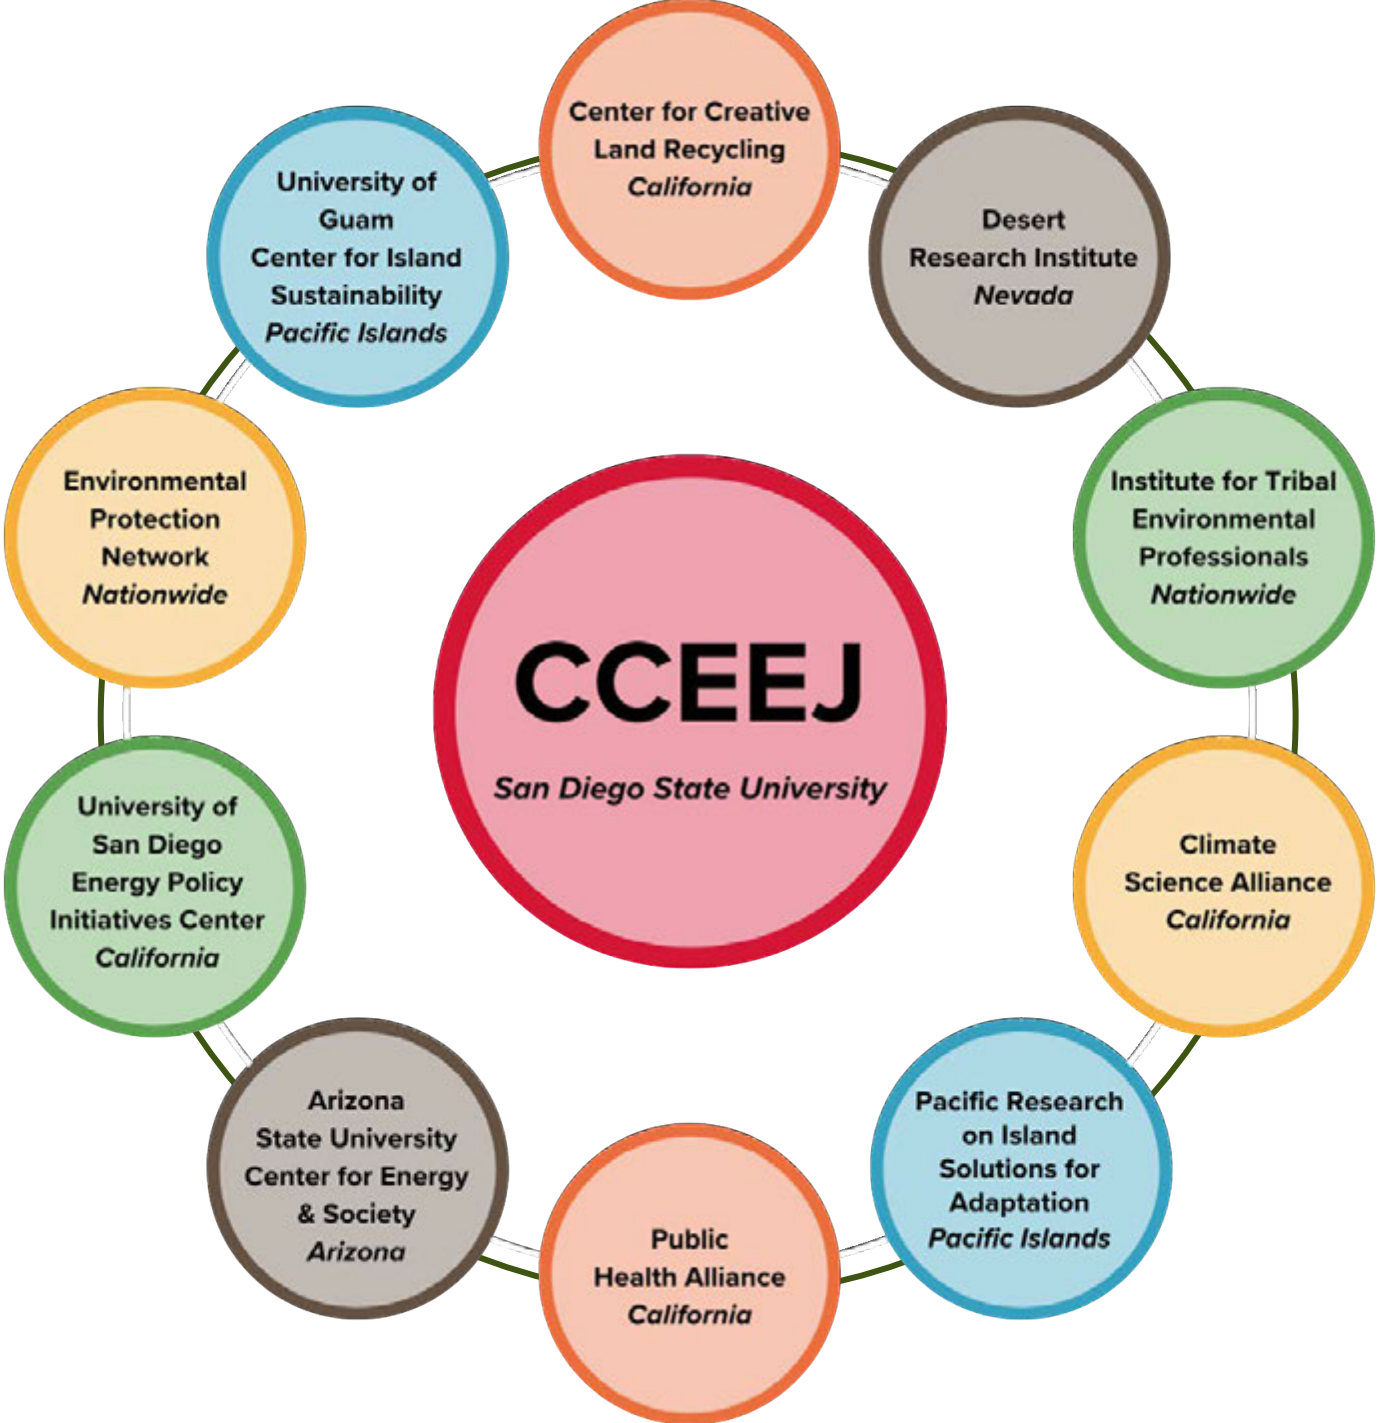 Center for Creative
Land Recycling
California
Desert
Research Institute
Nevada
Institute for Tribal
Environmental
Professionals
Nationwide
Climate
Science Alliance
California
Pacific Research
on Island
Solutions for
Adaptation
Pacific Islands
Public
Health Alliance
California
Arizona
State University
Center for Energy
& Society
Arizona
University of
San Diego
Energy Policy
Initiatives Center
California
Environmental
Protection
Network
Nationwide
University of
Guam
Center for Island
Sustainability
Pacific Islands
CCEEJ
San Diego State University